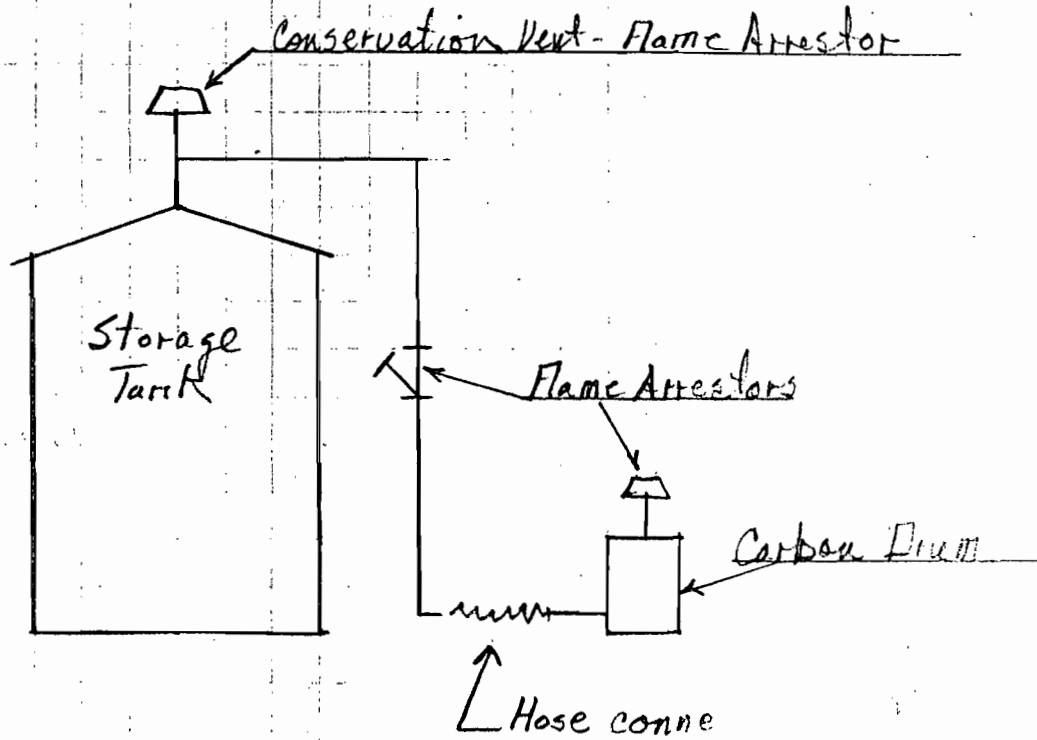 Conservation Vent - Flame Arrestor
Storage
Tank
Flame Arrestors
Carbon Drum
Hose conne